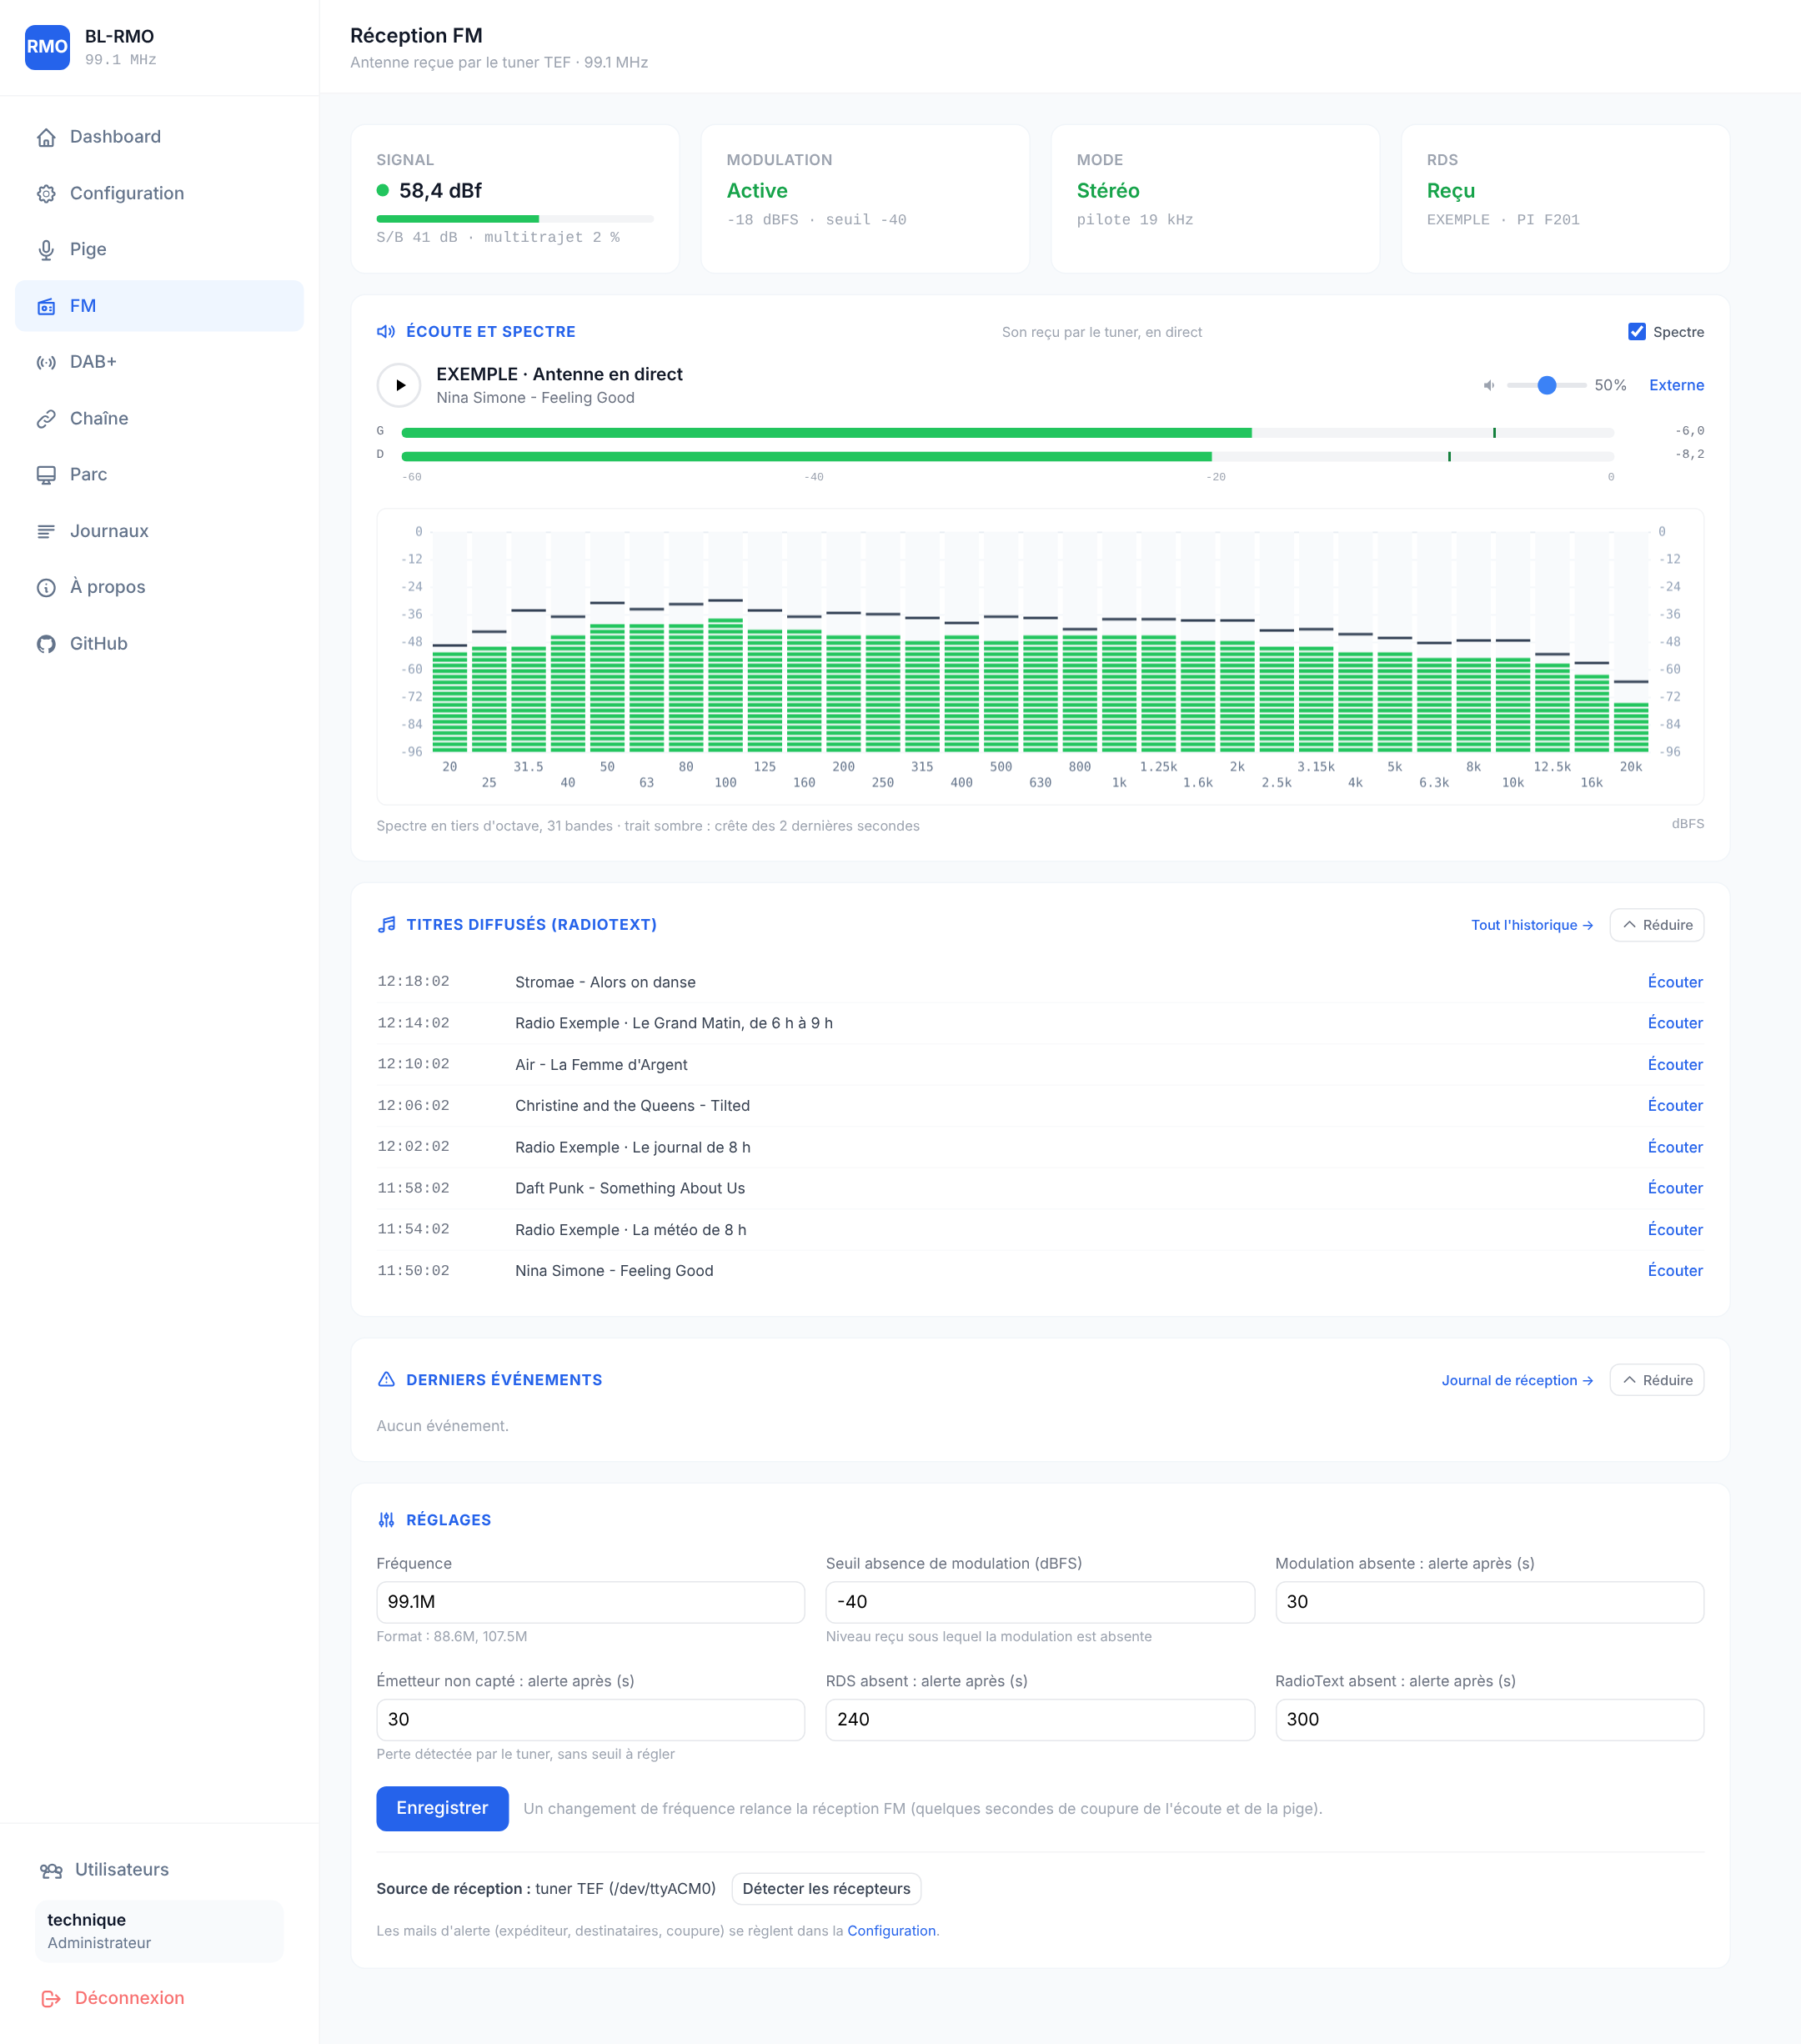 RMO
BL-RMO
99.1 MHz
Dashboard
Configuration
Pige
FM
DAB+
Chaîne
Parc
Journaux
À propos
GitHub
Utilisateurs
technique
Administrateur
Déconnexion
Réception FM
Antenne reçue par le tuner TEF · 99.1 MHz
SIGNAL
58,4 dBf
S/B 41 dB · multitrajet 2 %
MODULATION
Active
-18 dBFS · seuil -40
MODE
Stéréo
pilote 19 kHz
RDS
Reçu
EXEMPLE · PI F201
ÉCOUTE ET SPECTRE
Son reçu par le tuner, en direct
Spectre
EXEMPLE · Antenne en direct
Nina Simone - Feeling Good
50%
Externe
G -6,0
D -8,2
-60 -40 -20 0
0 0
-12 -12
-24 -24
-36 -36
-48 -48
-60 -60
-72 -72
-84 -84
-96 -96
20 31.5 50 80 125 200 315 500 800 1.25k 2k 3.15k 5k 8k 12.5k 20k
25 40 63 100 160 250 400 630 1k 1.6k 2.5k 4k 6.3k 10k 16k
Spectre en tiers d'octave, 31 bandes · trait sombre : crête des 2 dernières secondes
dBFS
TITRES DIFFUSÉS (RADIOTEXT)
Tout l'historique →
Réduire
12:18:02 Stromae - Alors on danse Écouter
12:14:02 Radio Exemple · Le Grand Matin, de 6 h à 9 h Écouter
12:10:02 Air - La Femme d'Argent Écouter
12:06:02 Christine and the Queens - Tilted Écouter
12:02:02 Radio Exemple · Le journal de 8 h Écouter
11:58:02 Daft Punk - Something About Us Écouter
11:54:02 Radio Exemple · La météo de 8 h Écouter
11:50:02 Nina Simone - Feeling Good Écouter
DERNIERS ÉVÉNEMENTS
Journal de réception →
Réduire
Aucun événement.
RÉGLAGES
Fréquence
99.1M
Format : 88.6M, 107.5M
Seuil absence de modulation (dBFS)
-40
Niveau reçu sous lequel la modulation est absente
Modulation absente : alerte après (s)
30
Émetteur non capté : alerte après (s)
30
Perte détectée par le tuner, sans seuil à régler
RDS absent : alerte après (s)
240
RadioText absent : alerte après (s)
300
Enregistrer
Un changement de fréquence relance la réception FM (quelques secondes de coupure de l'écoute et de la pige).
Source de réception : tuner TEF (/dev/ttyACM0)
Détecter les récepteurs
Les mails d'alerte (expéditeur, destinataires, coupure) se règlent dans la Configuration.